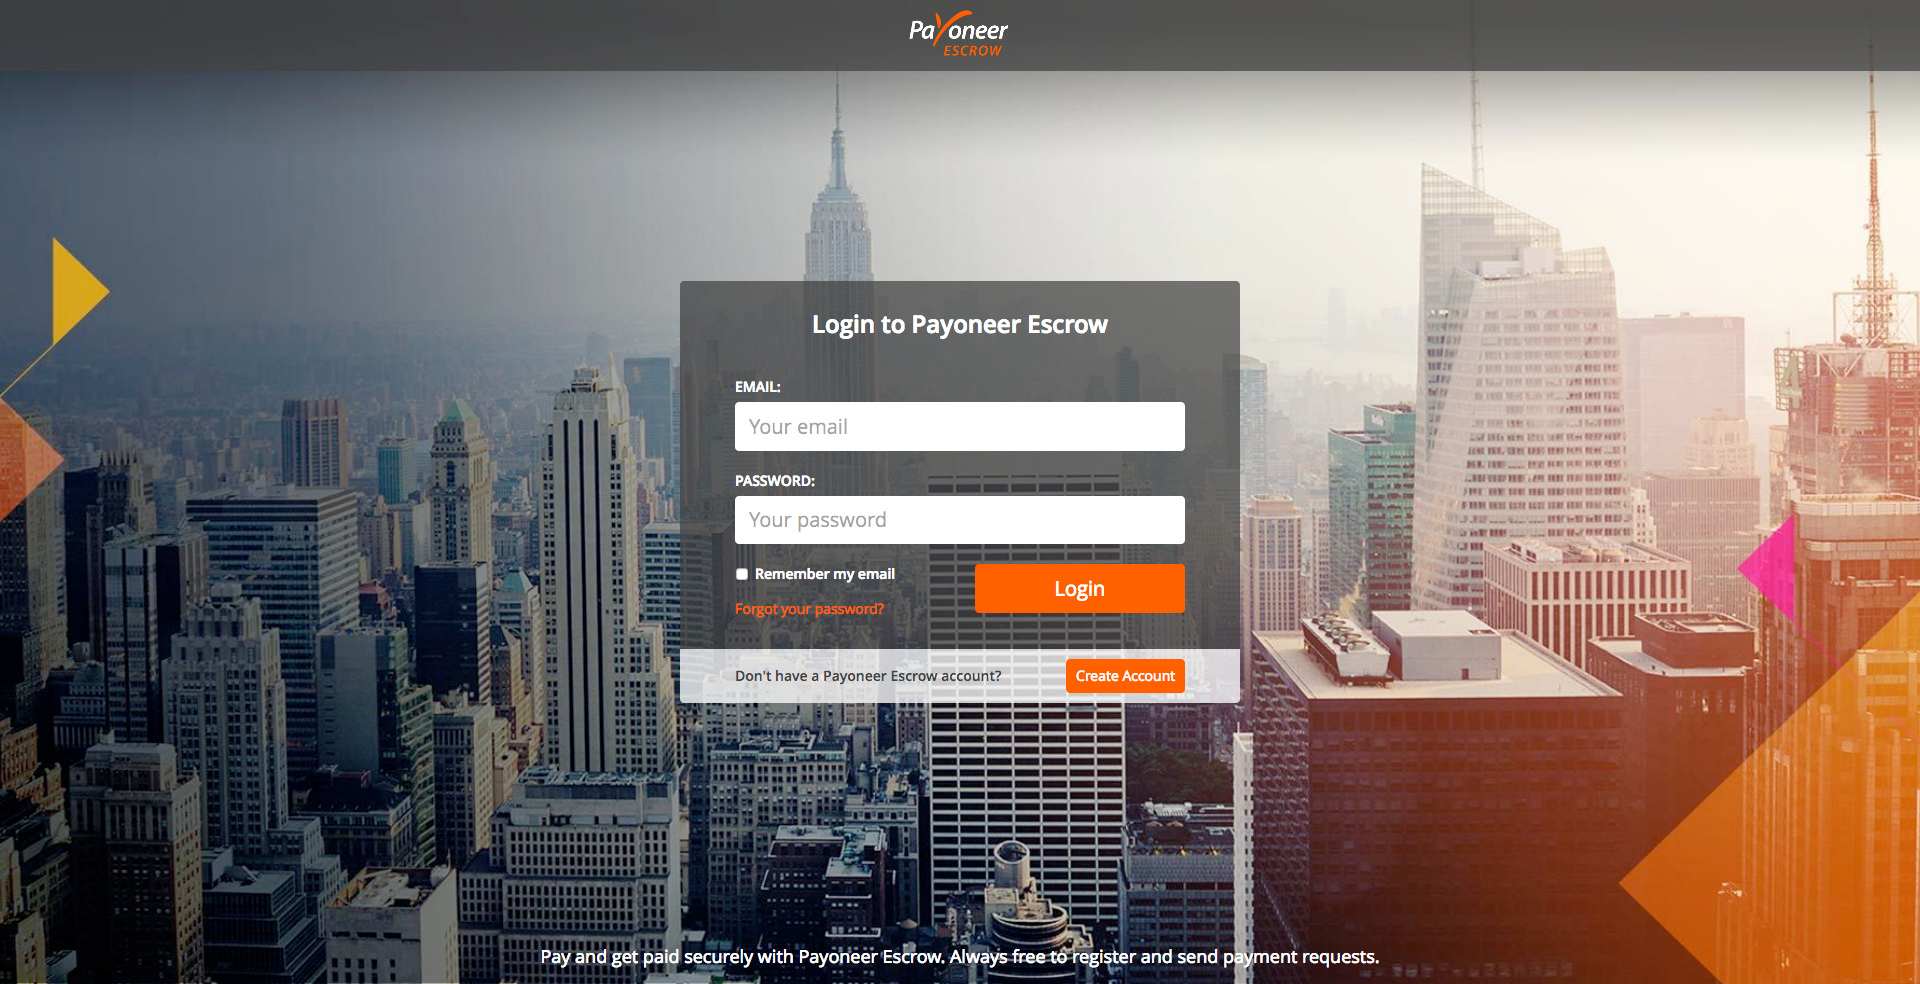 Payoneer
ESCROW
Login to Payoneer Escrow
EMAIL:
Your email
PASSWORD:
Your password
Remember my email
Login
Forgot your password?
Don't have a Payoneer Escrow account?
Create Account
Pay and get paid securely with Payoneer Escrow. Always free to register and send payment requests.